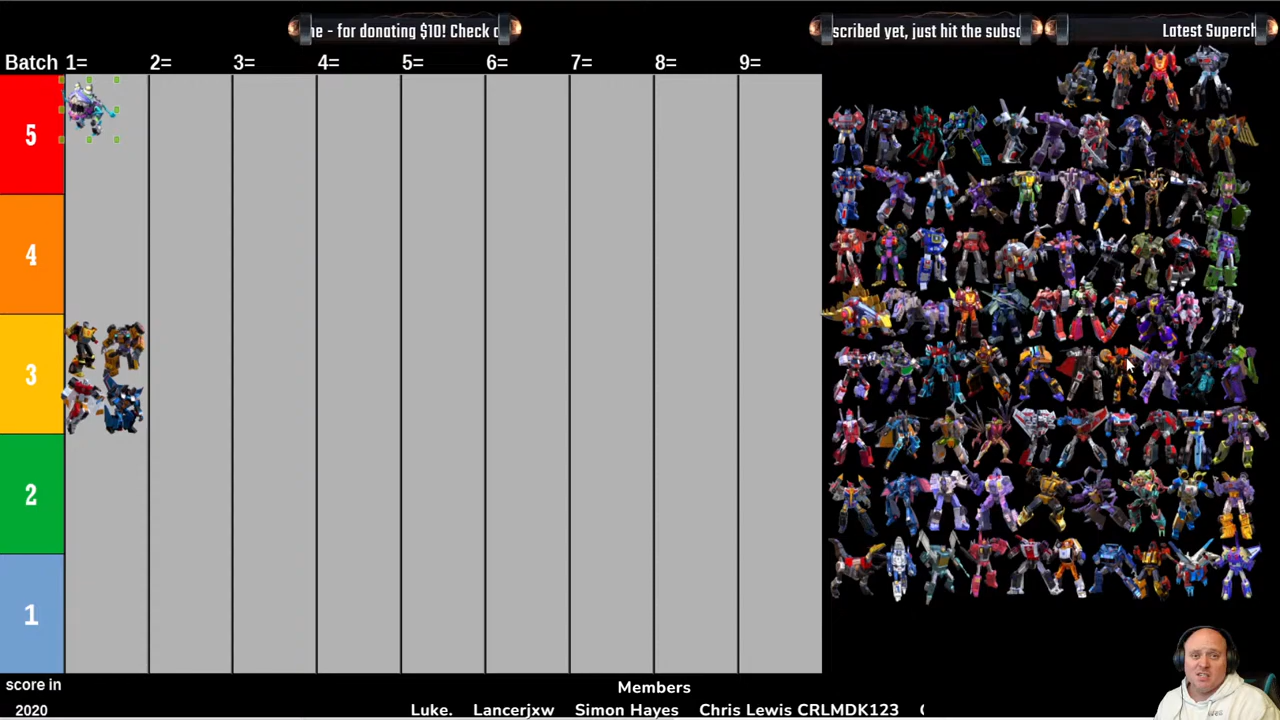 ne - for donating $10! Check o
scribed yet, just hit the subsc
Latest Superch
Batch 1= 2= 3= 4= 5= 6= 7= 8= 9=
5
4
3
2
1
score in
2020
Members
Luke. Lancerjxw Simon Hayes Chris Lewis CRLMDK123